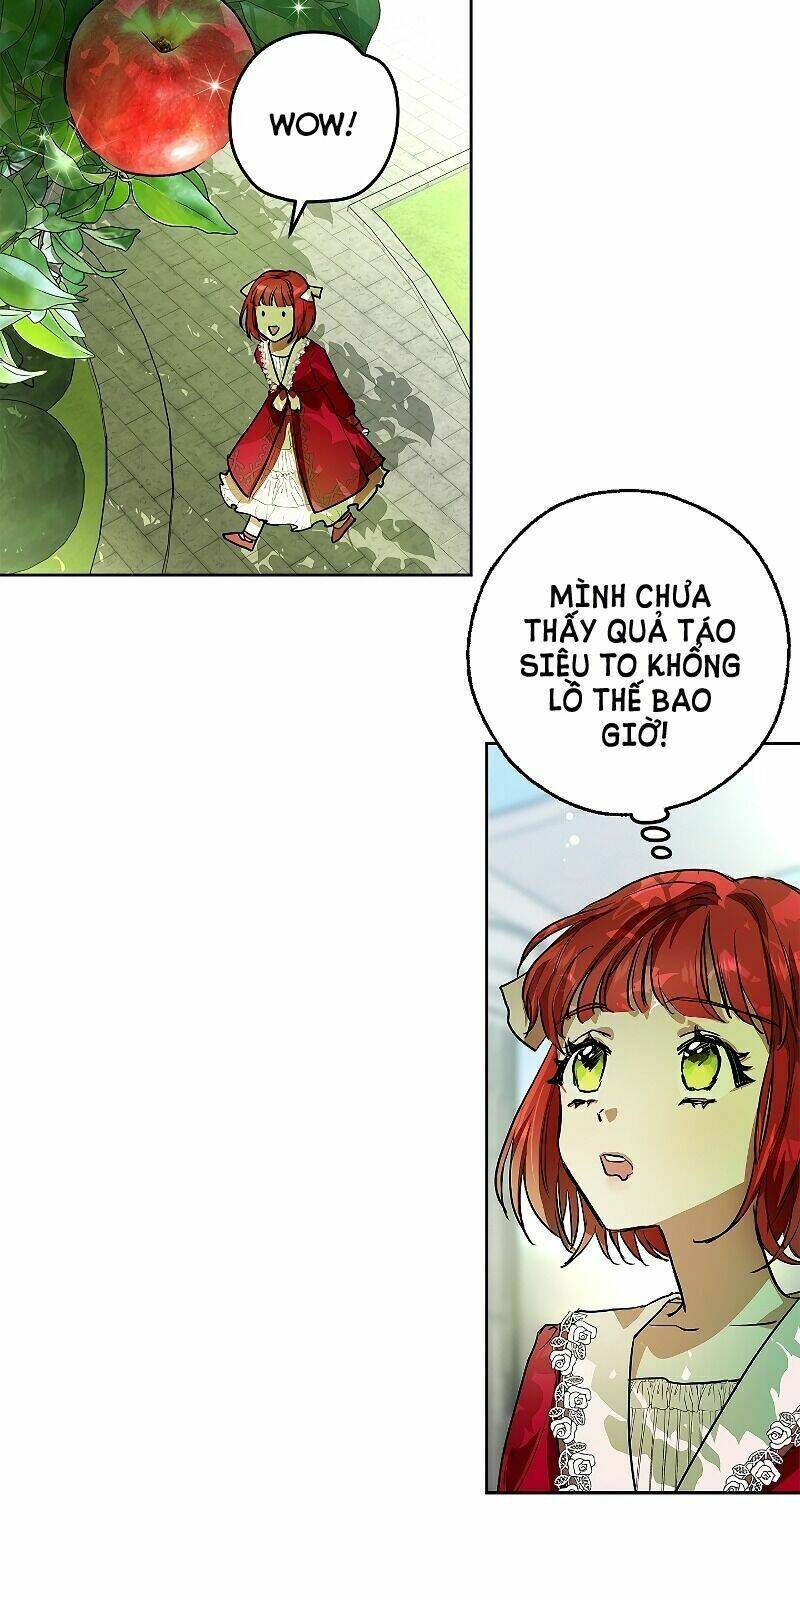 WOW!
MÌNH CHƯA
THẤY QUẢ TÁO
SIÊU TO KHỔNG
LỒ THẾ BAO
GIỜ!